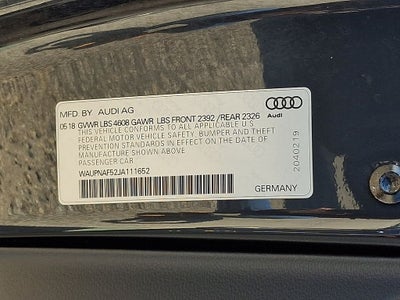 MFD. BY AUDI AG
Audi
05 18 GVWR LBS 4608 GAWR LBS FRONT 2392 /REAR 2326
THIS VEHICLE CONFORMS TO ALL APPLICABLE
FEDERAL MOTOR VEHICLE SAFETY, BUMPER AND THEFT
PREVENTION STANDARDS IN EFFECT ON THE DATE OF
MANUFACTURE SHOWN ABOVE
PASSENGER CAR
WAUPNAF52JA111652
GERMANY
2040219